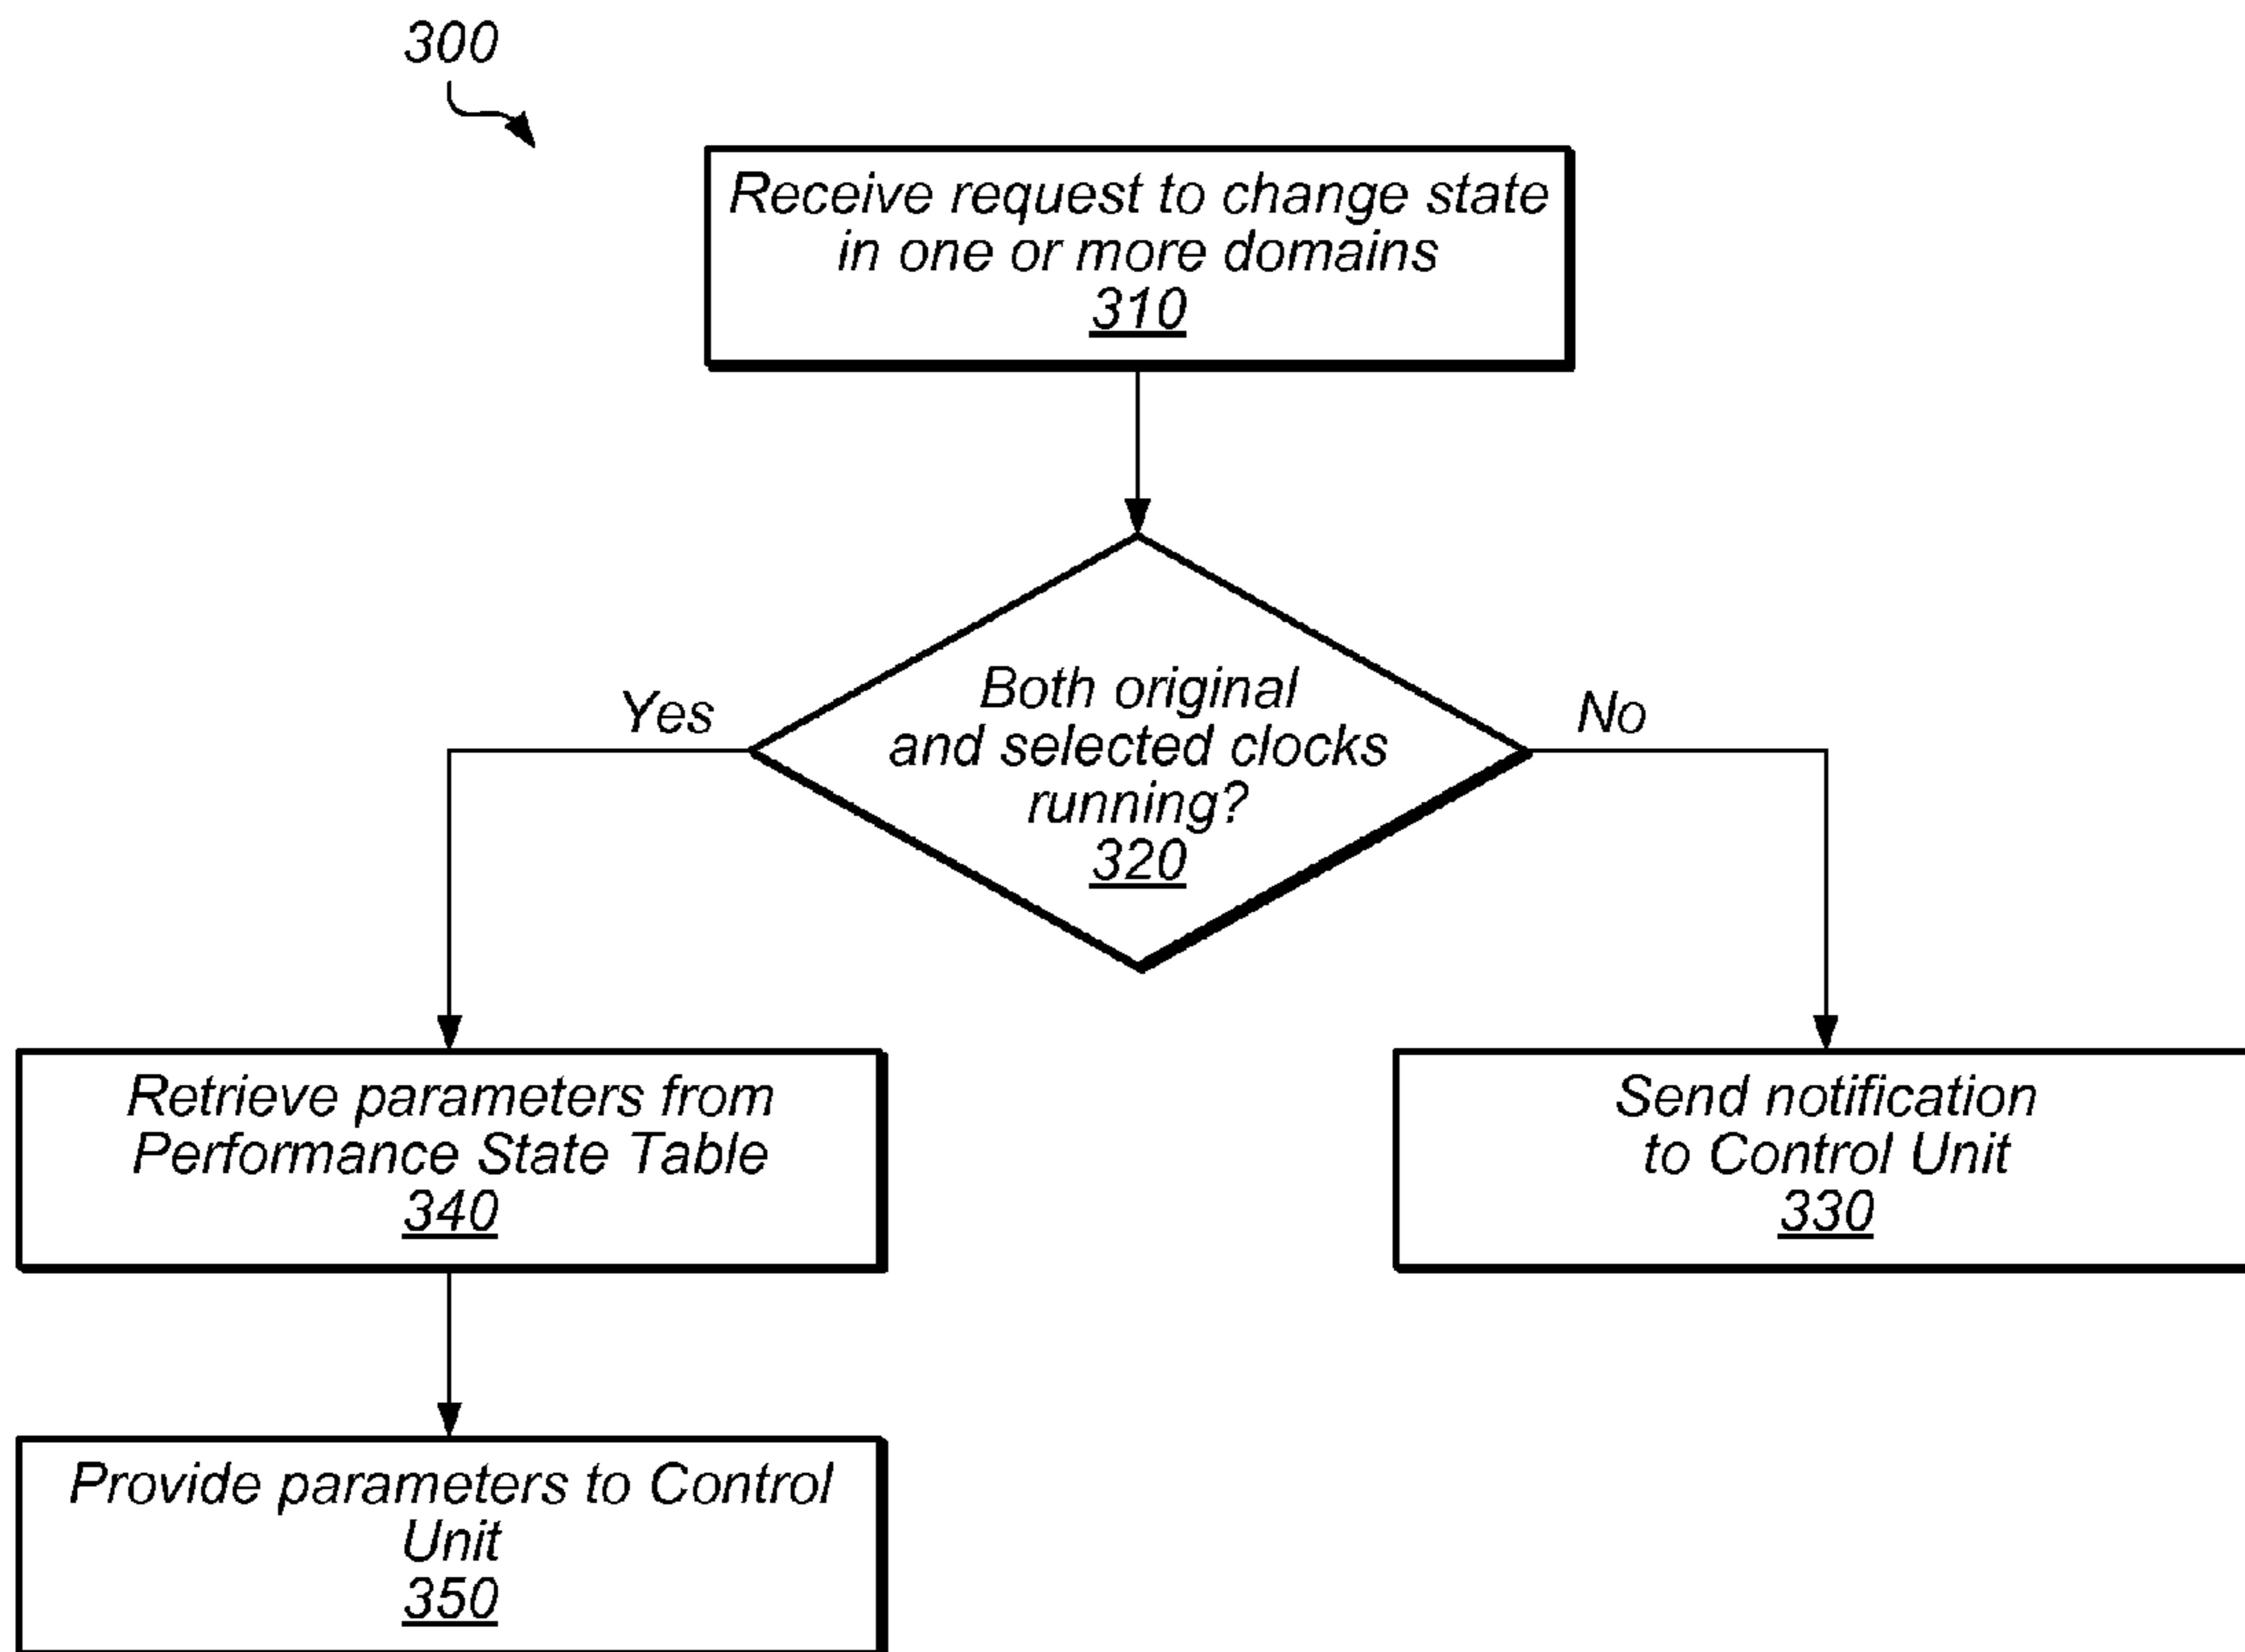 300
Receive request to change state
in one or more domains
310
Both original
and selected clocks
running?
320
Yes
No
Retrieve parameters from
Performance State Table
340
Send notification
to Control Unit
330
Provide parameters to Control
Unit
350